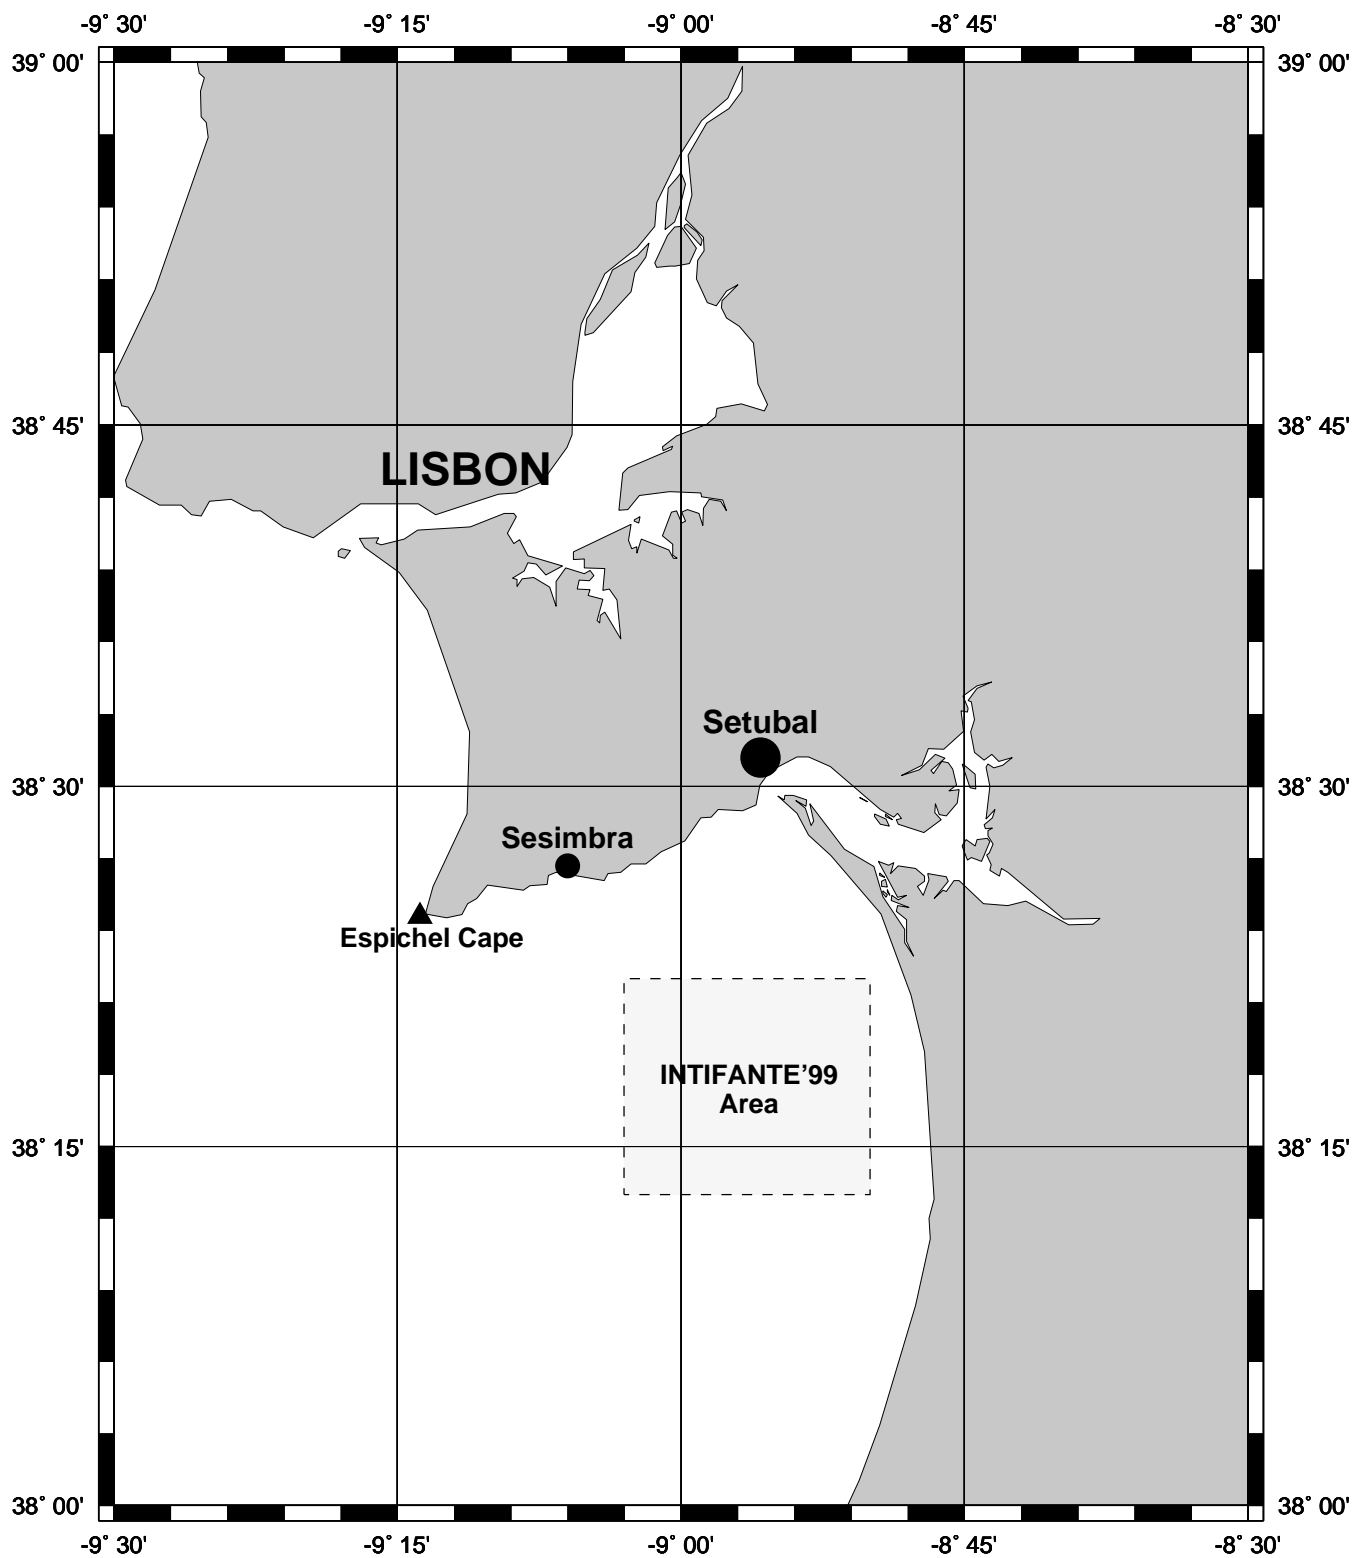 -9° 30' -9° 15' -9° 00' -8° 45' -8° 30'
39° 00' 39° 00'
38° 45' 38° 45'
LISBON
Setubal
38° 30' 38° 30'
Sesimbra
Espichel Cape
INTIFANTE’99
Area
38° 15' 38° 15'
38° 00' 38° 00'
-9° 30' -9° 15' -9° 00' -8° 45' -8° 30'